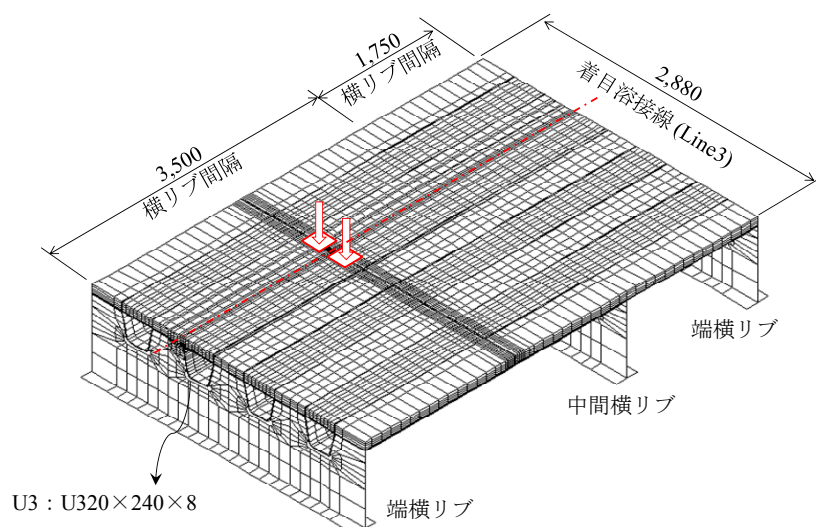 1,750
横リブ間隔
2,880
着目溶接線 (Line3)
3,500
横リブ間隔
端横リブ
中間横リブ
端横リブ
U3：U320×240×8